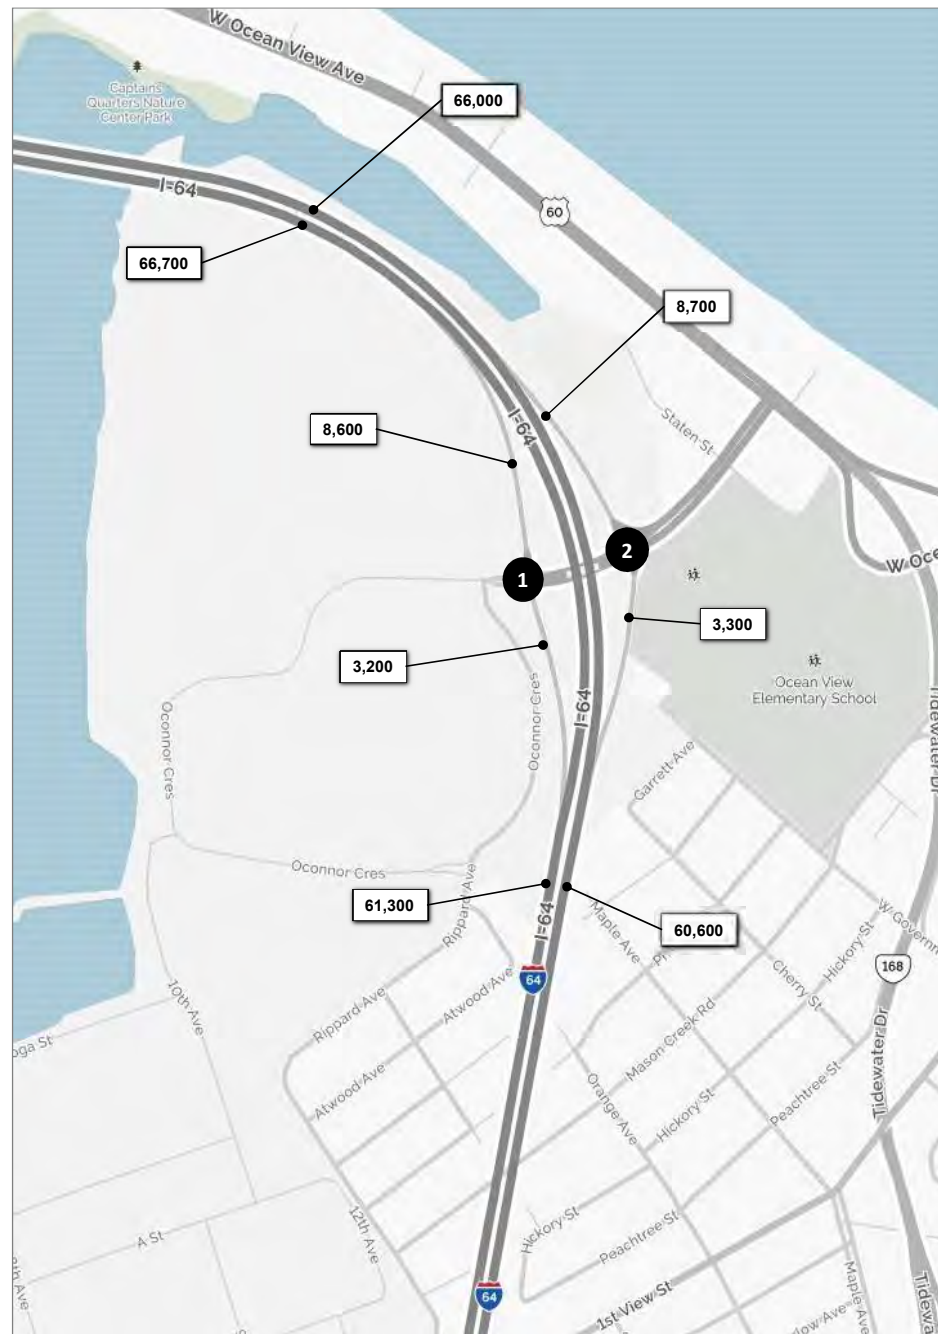 W Ocean View Ave
Captains
Quarters Nature
Center Park
66,000
I-64
60
66,700
8,700
I-64
8,600
Staten St
2
1
W Oce
3,300
3,200
Ocean View
Elementary School
Oconnor Cres
Oconnor Cres
I-64
Tidewater Dr
Garrett Ave
Oconnor Cres
Rippard Ave
61,300
I-64
60,600
Maple Ave
W Governm
Hickory St
168
Cherry St
64
Atwood Ave
10th Ave
Rippard Ave
Mason Creek Rd
oga St
Atwood Ave
Orange Ave
Hickory St
Peachtree St
Tidewater Dr
12th Ave
A St
Hickory St
Peachtree St
64
1st View St
Maple Ave
Tidewa